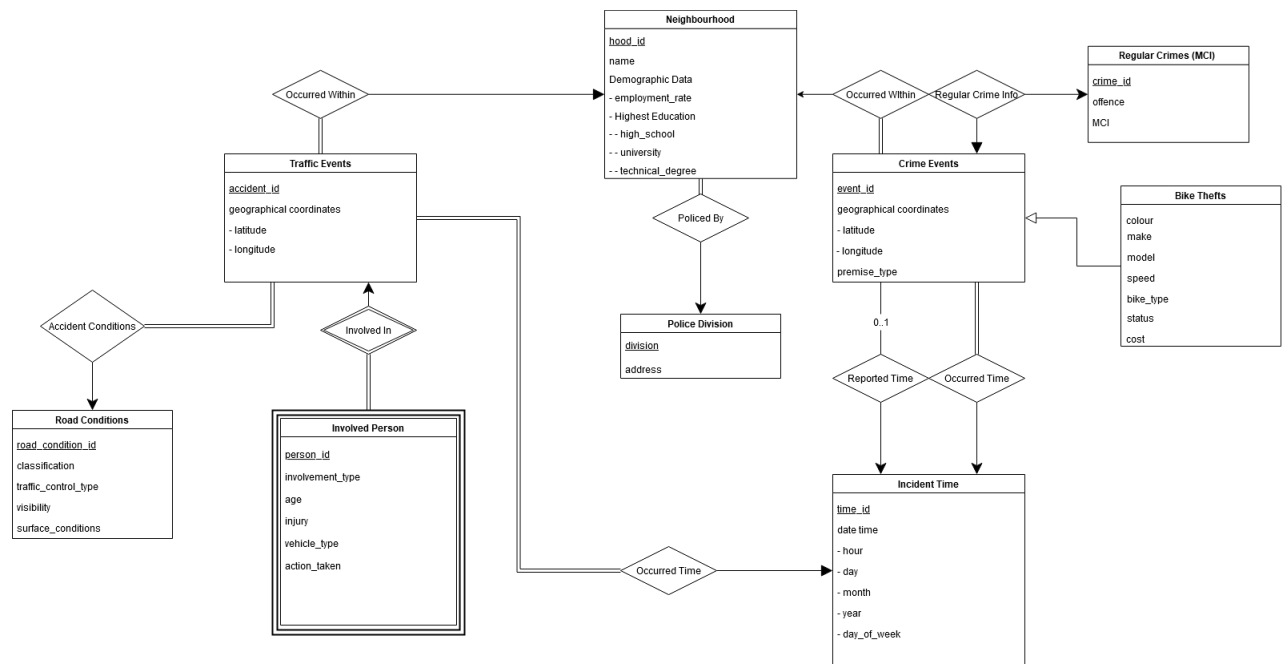 Neighbourhood
hood_id
name
Demographic Data
- employment_rate
- Highest Education
- - high_school
- - university
- - technical_degree
Occurred Within
Occurred WIthin
Regular Crime Info
Regular Crimes (MCI)
crime_id
offence
MCI
Traffic Events
accident_id
geographical coordinates
- latitude
- longitude
Crime Events
event_id
geographical coordinates
- latitude
- longitude
premise_type
Bike Thefts
colour
make
model
speed
bike_type
status
cost
Policed By
Accident Conditions
Involved In
Police Division
division
address
0..1
Reported Time
Occurred Time
Road Conditions
road_condition_id
classification
traffic_control_type
visibility
surface_conditions
Involved Person
person_id
involvement_type
age
injury
vehicle_type
action_taken
Occurred Time
Incident Time
time_id
date time
- hour
- day
- month
- year
- day_of_week